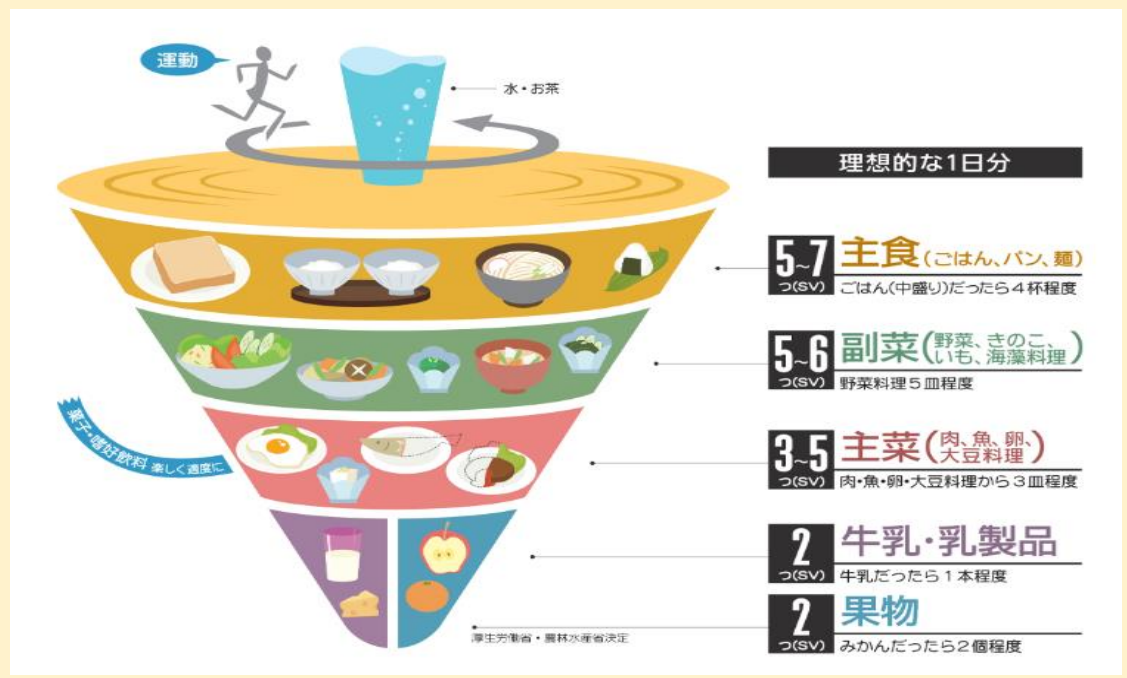 運動
水・お茶
菓子・嗜好飲料 楽しく適度に
理想的な1日分
5~7
つ(SV)
主食(ごはん、パン、麺)
ごはん(中盛り)だったら4杯程度
5~6
つ(SV)
副菜(野菜、きのこ、
いも、海藻料理)
野菜料理5皿程度
3~5
つ(SV)
主菜(肉、魚、卵、
大豆料理)
肉・魚・卵・大豆料理から3皿程度
2
つ(SV)
牛乳・乳製品
牛乳だったら1本程度
2
つ(SV)
果物
みかんだったら2個程度
厚生労働省・農林水産省決定